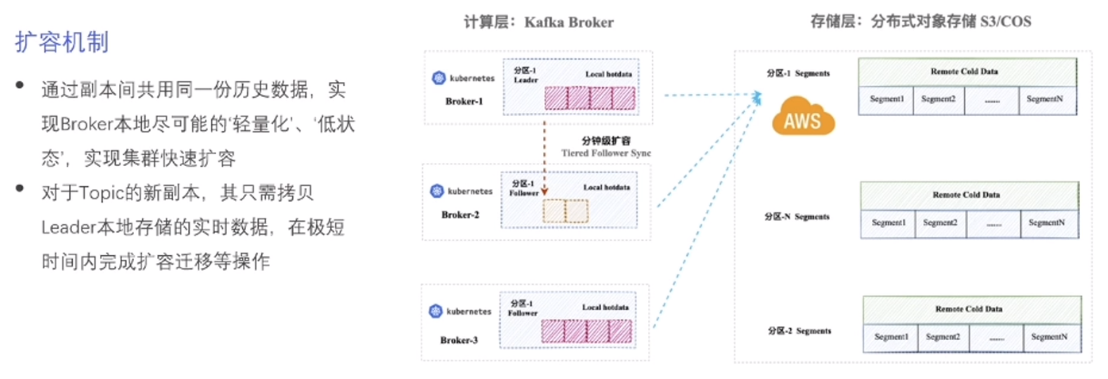 扩容机制
通过副本间共用同一份历史数据，实
现Broker本地尽可能的‘轻量化’、‘低状
态’，实现集群快速扩容
对于Topic的新副本，其只需拷贝
Leader本地存储的实时数据，在极短
时间内完成扩容迁移等操作
计算层：Kafka Broker
kubernetes
Broker-1
分区-1
Leader
Local hotdata
分钟级扩容
Tiered Follower Sync
kubernetes
Broker-2
分区-1
Follower
Local hotdata
kubernetes
Broker-3
分区-1
Follower
Local hotdata
存储层：分布式对象存储 S3/COS
分区-1 Segments
AWS
Remote Cold Data
Segment1 Segment2 ...... SegmentN
分区-N Segments
Remote Cold Data
Segment1 Segment2 ...... SegmentN
分区-2 Segments
Remote Cold Data
Segment1 Segment2 ...... SegmentN